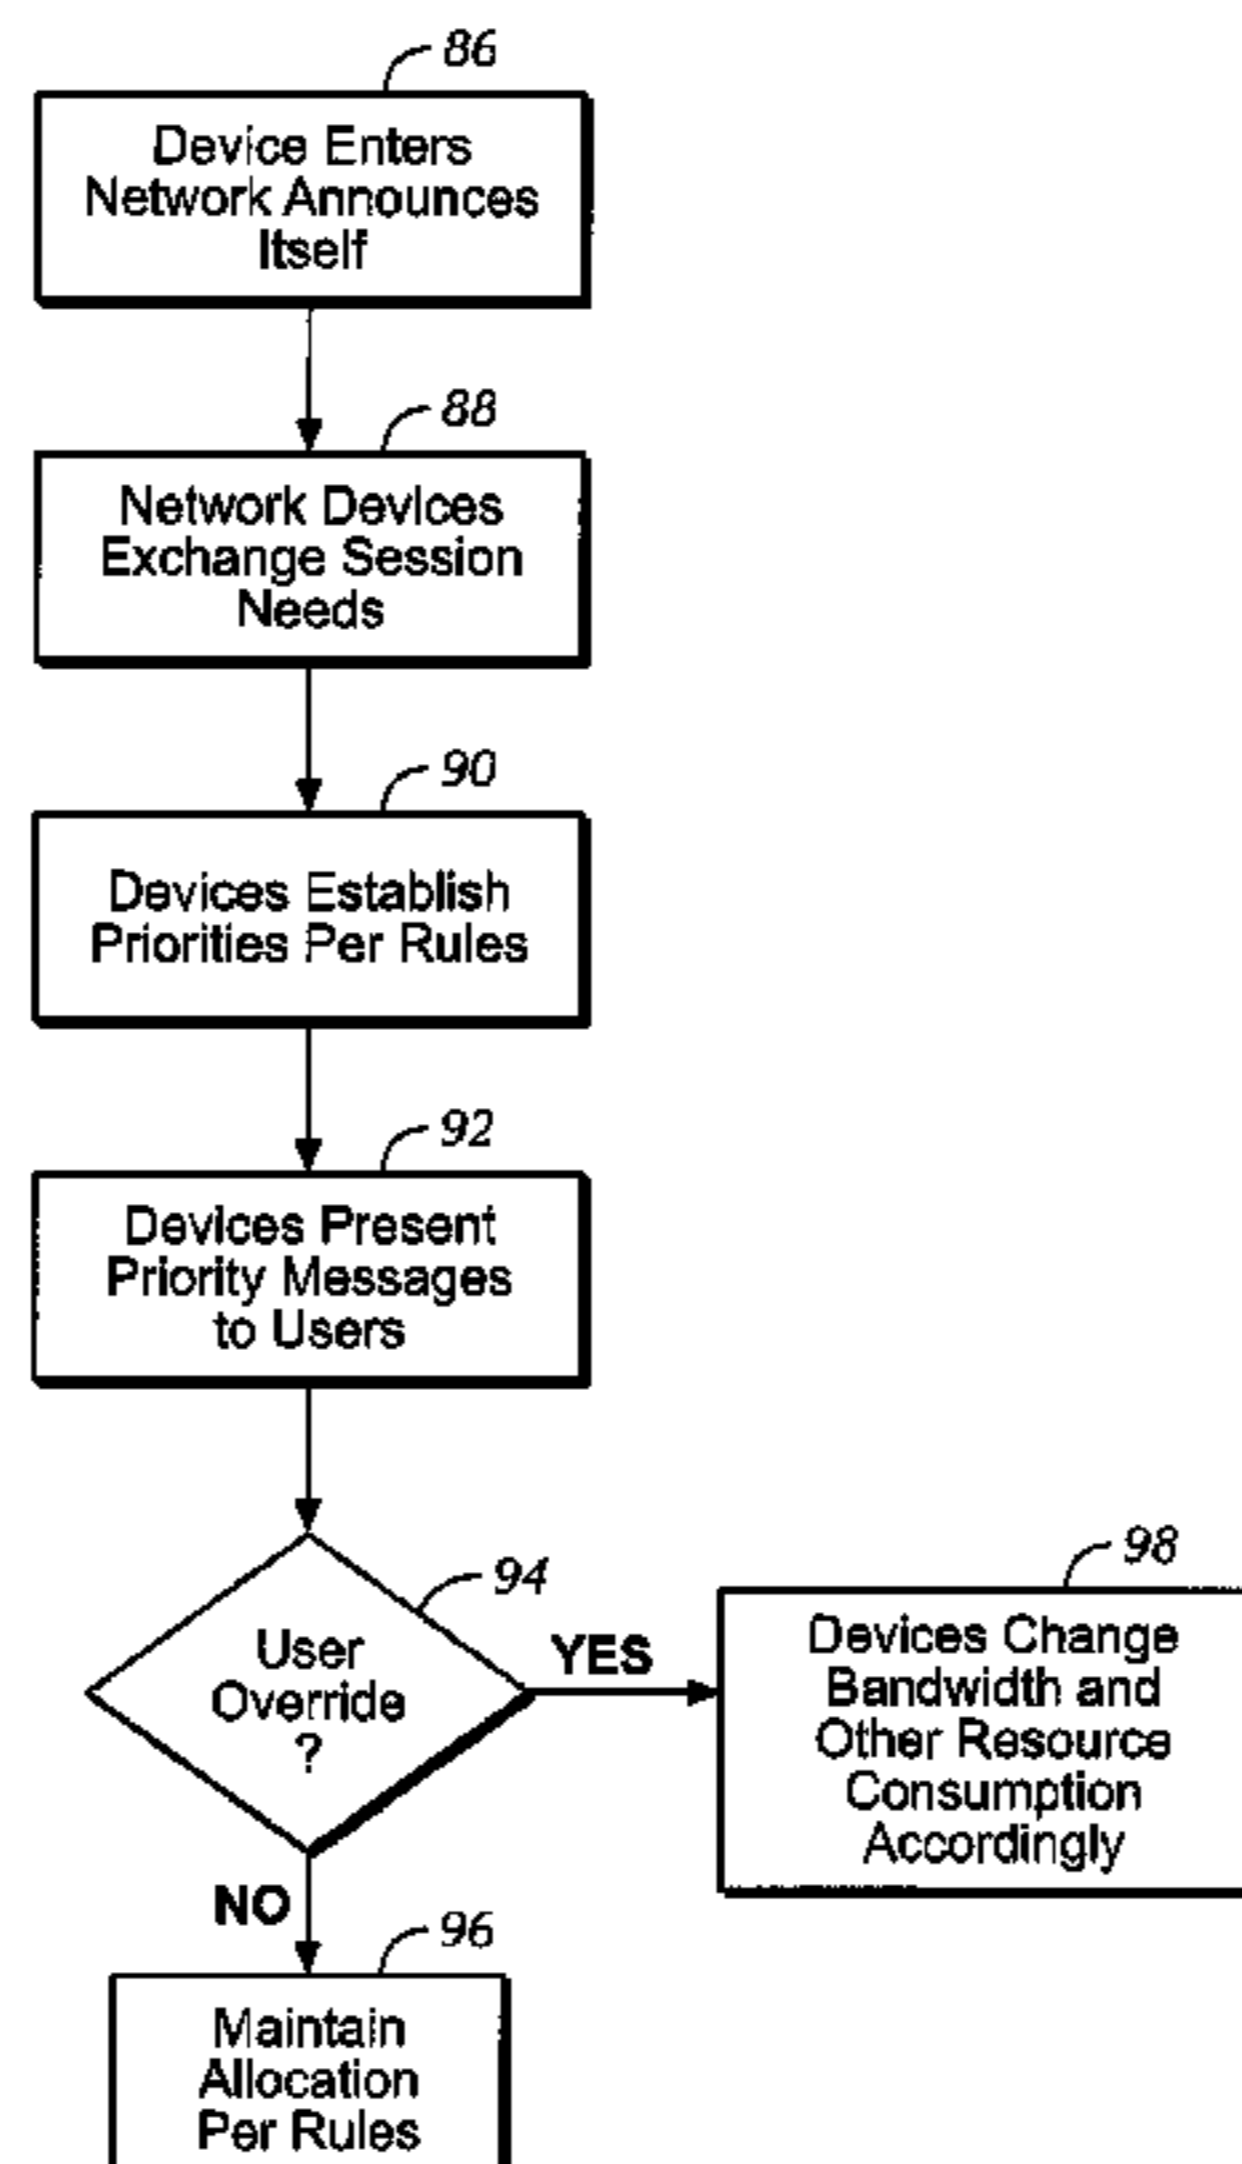 86
Device Enters
Network Announces
Itself
88
Network Devices
Exchange Session
Needs
90
Devices Establish
Priorities Per Rules
92
Devices Present
Priority Messages
to Users
94
User
Override
?
YES
98
Devices Change
Bandwidth and
Other Resource
Consumption
Accordingly
NO
96
Maintain
Allocation
Per Rules